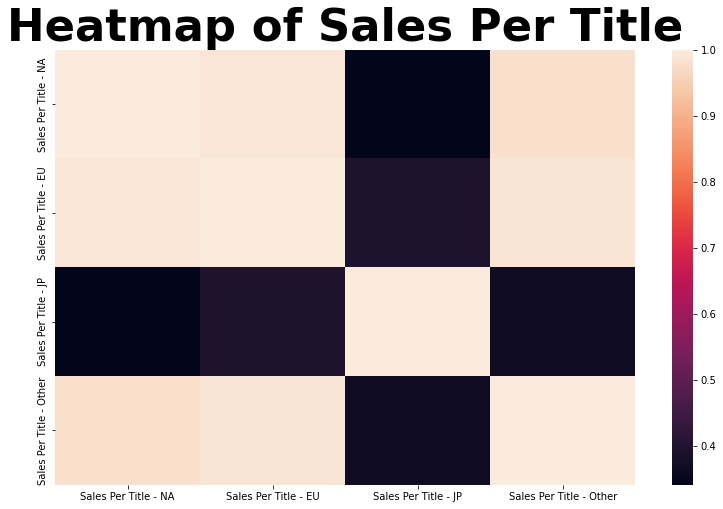 Heatmap of Sales Per Title
Sales Per Title - NA
Sales Per Title - EU
Sales Per Title - JP
Sales Per Title - Other
Sales Per Title - NA
Sales Per Title - EU
Sales Per Title - JP
Sales Per Title - Other
1.0
0.9
0.8
0.7
0.6
0.5
0.4